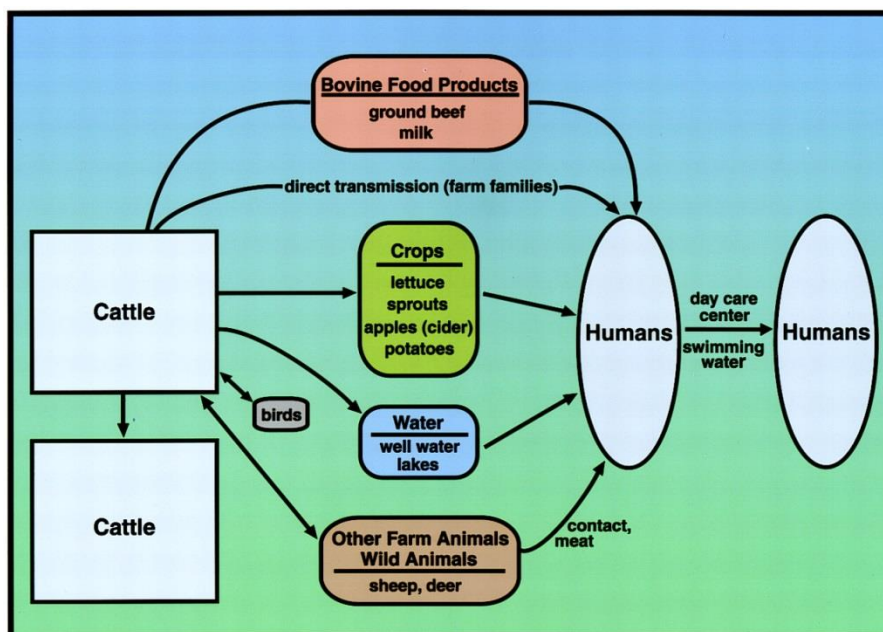 Bovine Food Products
ground beef
milk
direct transmission (farm families)
Cattle
Crops
lettuce
sprouts
apples (cider)
potatoes
Humans
day care
center
swimming
water
Humans
birds
Water
well water
lakes
Cattle
Other Farm Animals
Wild Animals
sheep, deer
contact,
meat